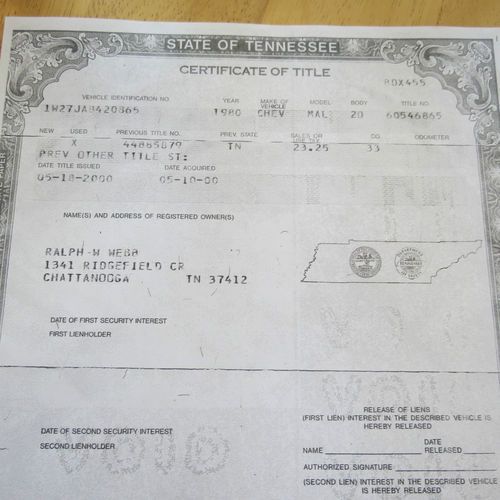 STATE OF TENNESSEE
CERTIFICATE OF TITLE
VEHICLE IDENTIFICATION NO. YEAR MAKE OF VEHICLE MODEL BODY TITLE NO.
1980 CHEV MAL 2D 60546865
NEW USED PREVIOUS TITLE NO. PREV. STATE SALES OR USE TAX CO ODOMETER
X 44865879 TN 23.25 33
PREV OTHER TITLE ST:
DATE TITLE ISSUED DATE ACQUIRED
05-18-2000 05-10-00
NAME(S) AND ADDRESS OF REGISTERED OWNER(S)
RALPH W WEBB
1341 RIDGEFIELD CR
CHATTANOOGA TN 37412
DATE OF FIRST SECURITY INTEREST
FIRST LIENHOLDER
VOID
RELEASE OF LIENS
(FIRST LIEN) INTEREST IN THE DESCRIBED VEHICLE IS
HEREBY RELEASED
DATE OF SECOND SECURITY INTEREST
SECOND LIENHOLDER
VOID
DATE
NAME RELEASED
AUTHORIZED SIGNATURE
(SECOND LIEN) INTEREST IN THE DESCRIBED VEHICLE
IS HEREBY RELEASED